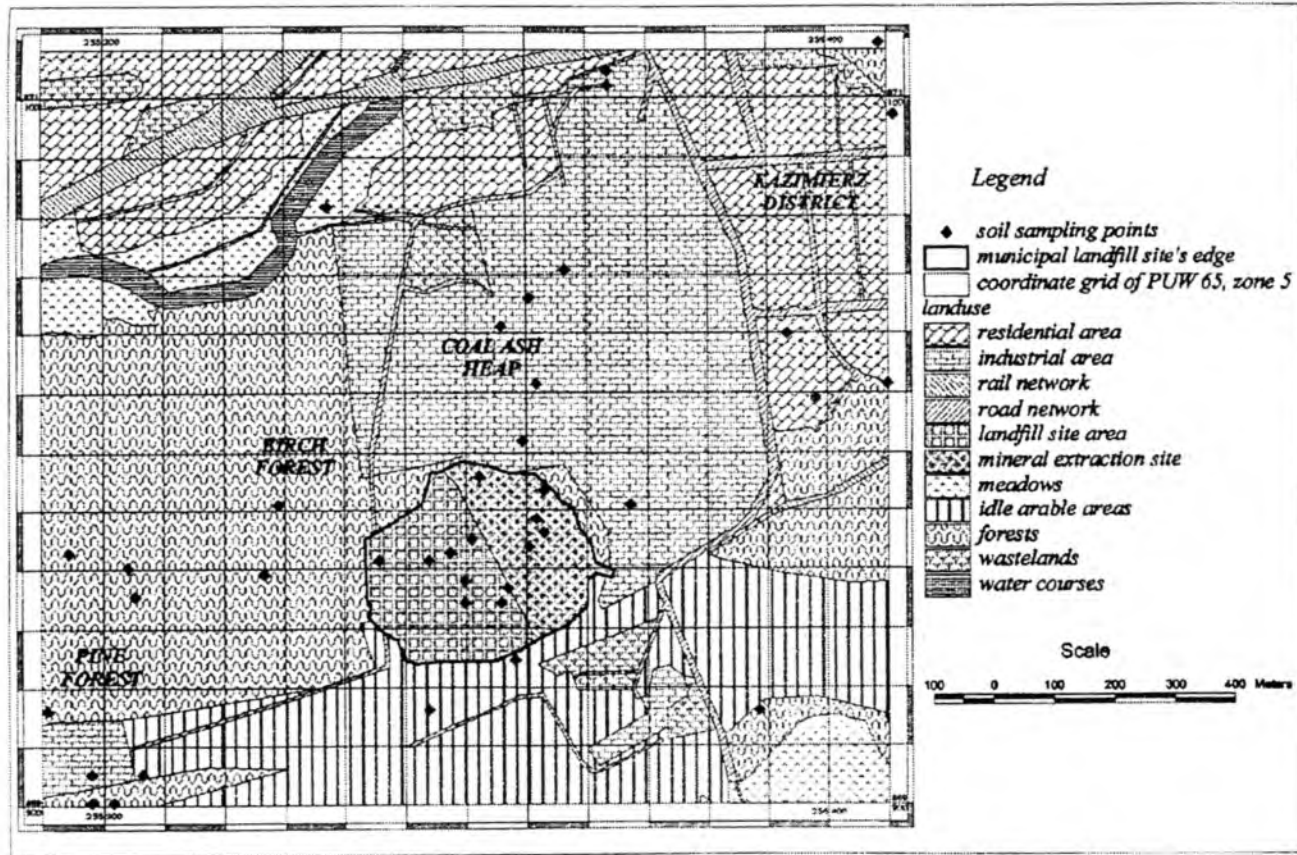 KAZIMIERZ
DISTRICT
COAL ASH
HEAP
BIRCH
FOREST
PINE
FOREST
Legend
soil sampling points
municipal landfill site's edge
coordinate grid of PUW 65, zone 5
landuse
residential area
industrial area
rail network
road network
landfill site area
mineral extraction site
meadows
idle arable areas
forests
wastelands
water courses
Scale
100 0 100 200 300 400 Meters